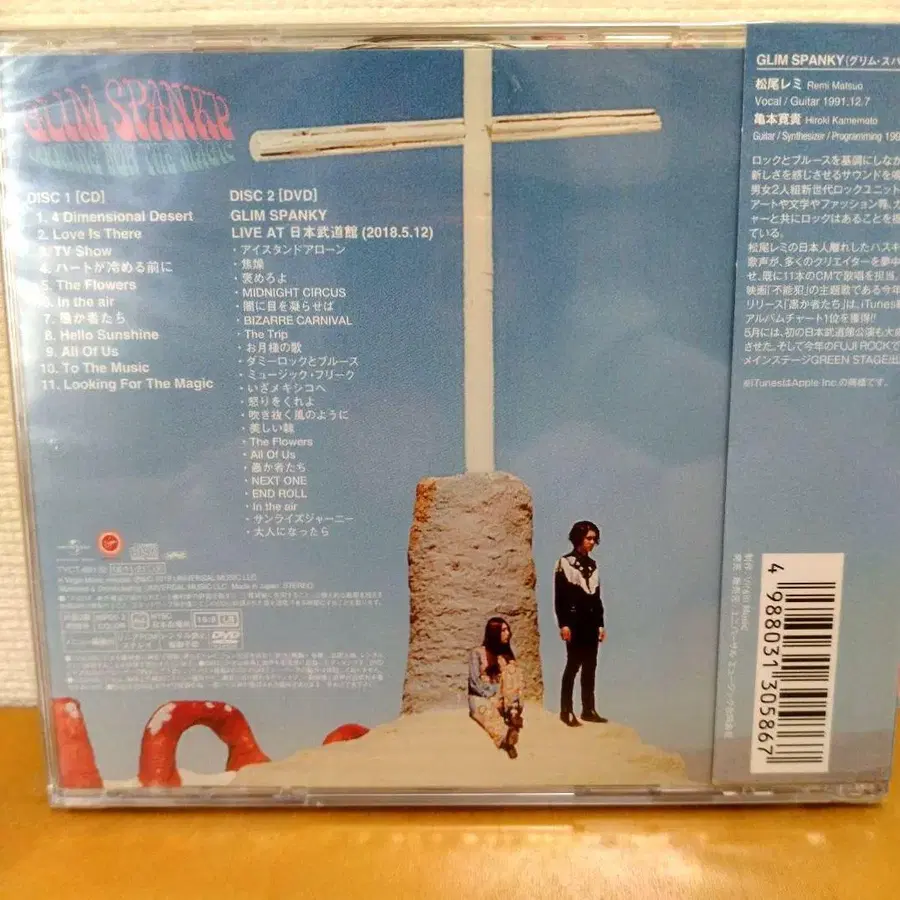 GLIM SPANKY
LOOKING FOR THE MAGIC
DISC 1 [CD]
1. 4 Dimensional Desert
2. Love Is There
3. TV Show
4. ハートが冷める前に
5. The Flowers
6. In the air
7. 愚か者たち
8. Hello Sunshine
9. All Of Us
10. To The Music
11. Looking For The Magic
DISC 2 [DVD]
GLIM SPANKY
LIVE AT 日本武道館 (2018.5.12)
・アイスタンドアローン
・焦燥
・褒めろよ
・MIDNIGHT CIRCUS
・闇に目を凝らせば
・BIZARRE CARNIVAL
・The Trip
・お月様の歌
・ダミーロックとブルース
・ミュージック・フリーク
・いざメキシコへ
・怒りをくれよ
・吹き抜く風のように
・美しい棘
・The Flowers
・All Of Us
・愚か者たち
・NEXT ONE
・END ROLL
・In the air
・サンライズジャーニー
・大人になったら
GLIM SPANKY(グリム・スパ
松尾レミ Remi Matsuo
Vocal / Guitar 1991.12.7
亀本寛貴 Hiroki Kamemoto
Guitar / Synthesizer / Programming 199
ロックとブルースを基調にしなが
新しさを感じさせるサウンドを鳴
男女2人組新世代ロックユニット
アートや文学やファッション等、カ
ャーと共にロックはあることを提
ている。
松尾レミの日本人離れしたハスキ
歌声が、多くのクリエイターを夢中
せ、既に11本のCMで歌唱を担当。
映画「不能犯」の主題歌である今年
リリース「愚か者たち」は、iTunes
アルバムチャート1位を獲得!!
5月には、初の日本武道館公演も大成
させた。そして今年のFUJI ROCKで
メインステージGREEN STAGE出
※iTunesはApple Inc.の商標です。
4 988031 305867
DVD